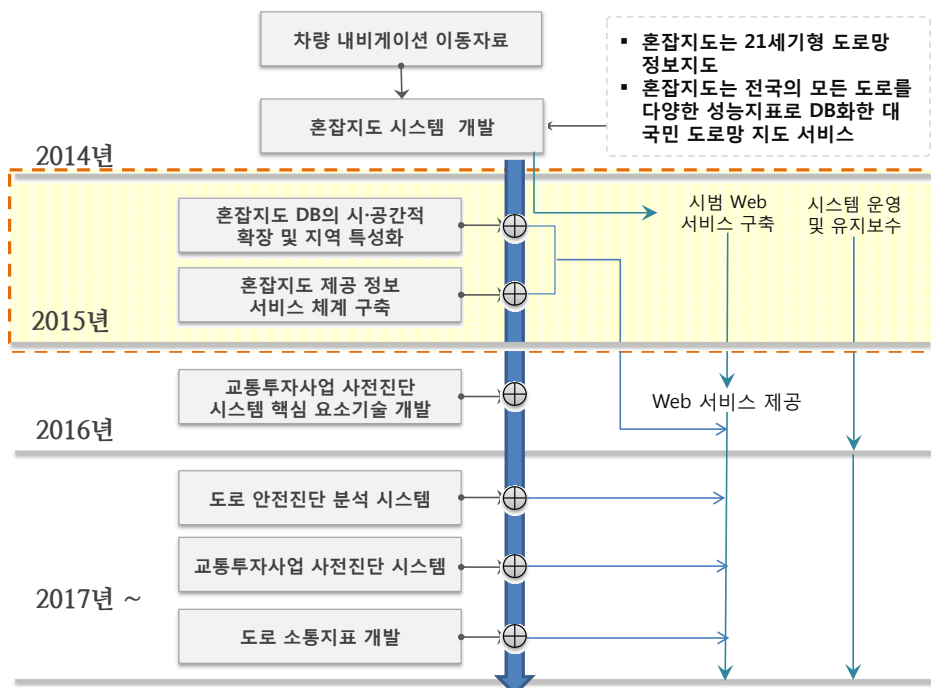 차량 내비게이션 이동자료
▪ 혼잡지도는 21세기형 도로망
정보지도
▪ 혼잡지도는 전국의 모든 도로를
다양한 성능지표로 DB화한 대
국민 도로망 지도 서비스
혼잡지도 시스템 개발
2014년
혼잡지도 DB의 시·공간적
확장 및 지역 특성화
시범 Web
서비스 구축
시스템 운영
및 유지보수
혼잡지도 제공 정보
서비스 체계 구축
2015년
교통투자사업 사전진단
시스템 핵심 요소기술 개발
Web 서비스 제공
2016년
도로 안전진단 분석 시스템
교통투자사업 사전진단 시스템
2017년 ~
도로 소통지표 개발